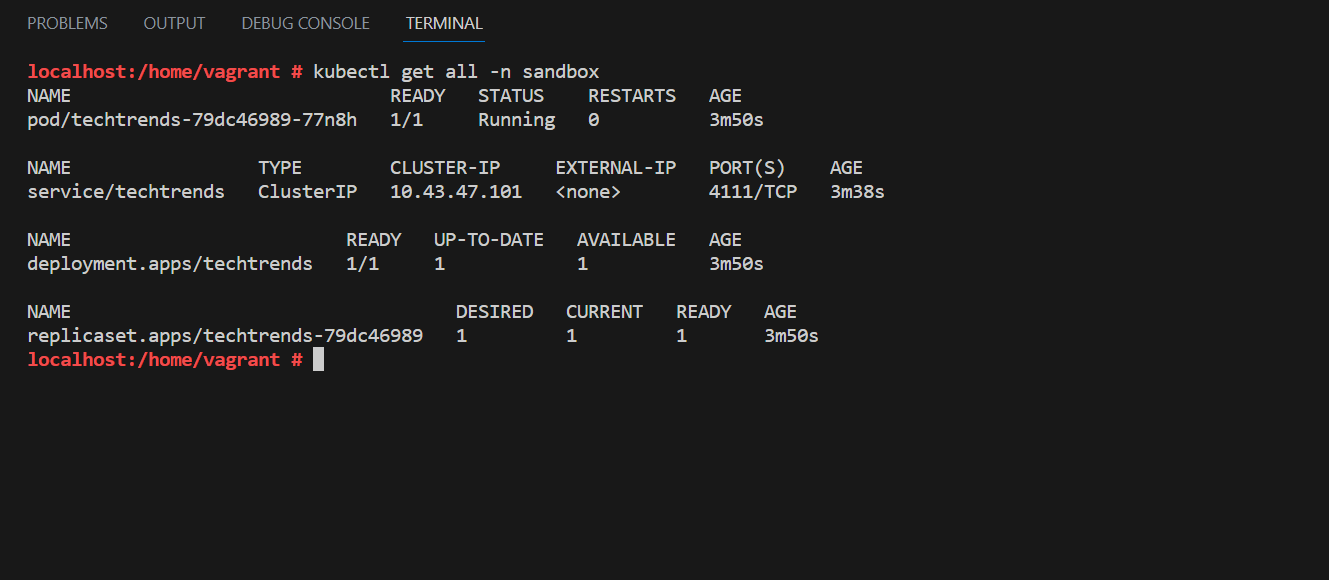 PROBLEMS OUTPUT DEBUG CONSOLE TERMINAL
localhost:/home/vagrant # kubectl get all -n sandbox
NAME READY STATUS RESTARTS AGE
pod/techtrends-79dc46989-77n8h 1/1 Running 0 3m50s
NAME TYPE CLUSTER-IP EXTERNAL-IP PORT(S) AGE
service/techtrends ClusterIP 10.43.47.101 <none> 4111/TCP 3m38s
NAME READY UP-TO-DATE AVAILABLE AGE
deployment.apps/techtrends 1/1 1 1 3m50s
NAME DESIRED CURRENT READY AGE
replicaset.apps/techtrends-79dc46989 1 1 1 3m50s
localhost:/home/vagrant #